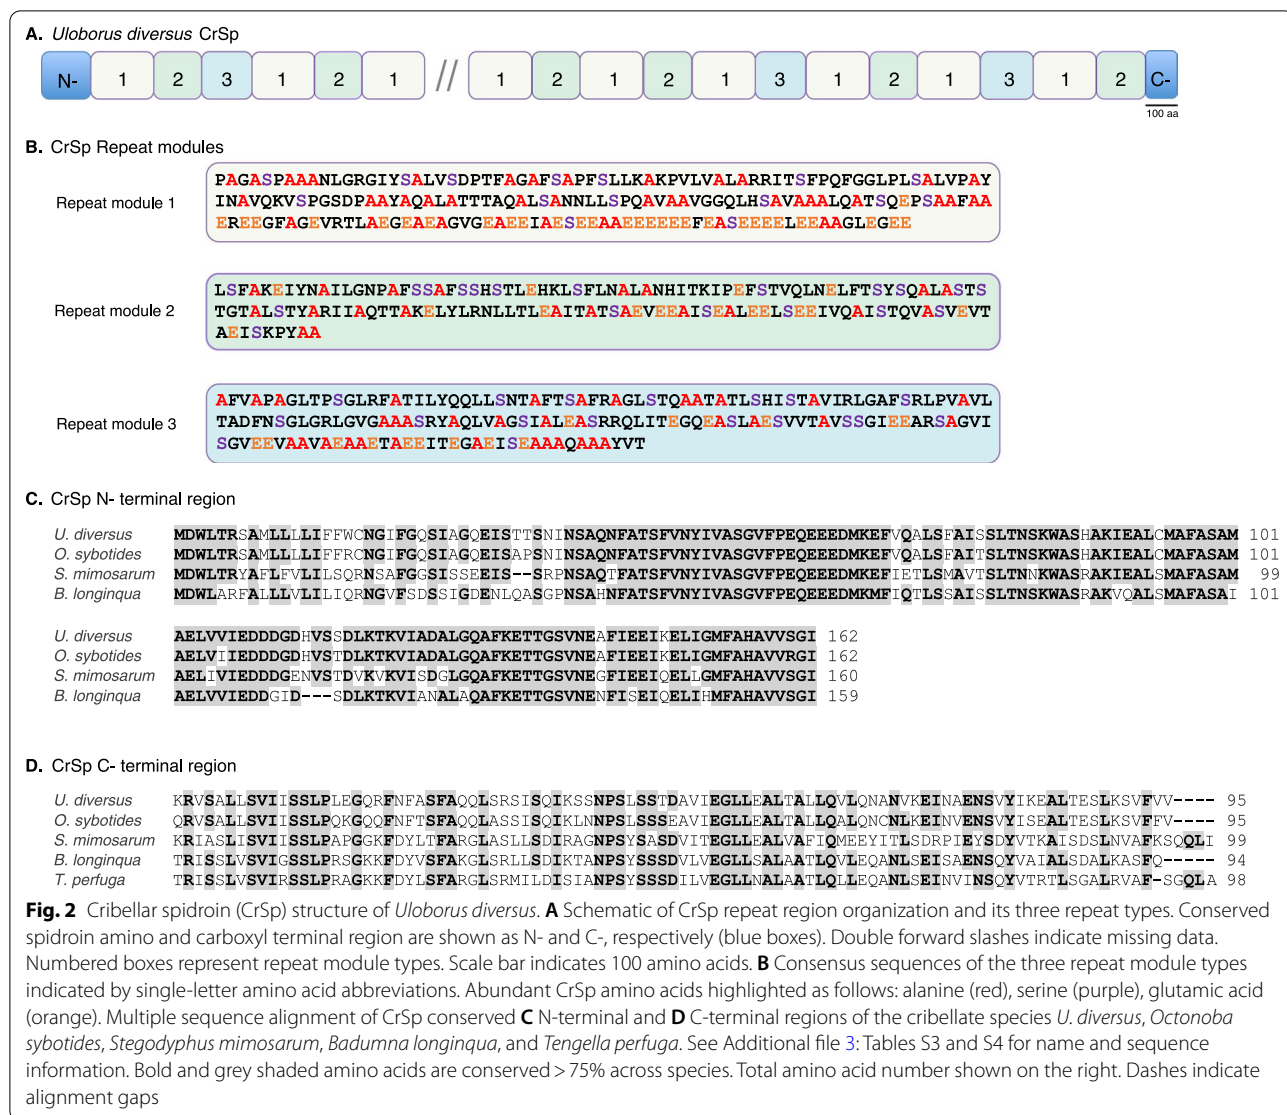 A. Uloborus diversus CrSp
N- 1 2 3 1 2 1 // 1 2 1 2 1 3 1 2 1 3 1 2 C-
100 aa
B. CrSp Repeat modules
Repeat module 1
PAGASPAAANLGRGIYSALVSDPTFAGAFSAPFSLLKAKPVLVALARRITSFPQFGGLPLSALVPAY
INAVQKVSPGSDPAAYAQALATTTAQALSANNLLSPQAVAAVGGQLHSAVAAALQATSQEPSAAFAA
EREEGFAGEVRTLAEGEAEAGVGEAEEIAESEEAAEEEEEEFEASEEEELEEAAGLEGEE
Repeat module 2
LSFAKEIYNAILGNPAFSSAFSSHSTLEHKLSFLNALANHITKIPEFSTVQLNELFTSYSQALASTS
TGTALSTYARIIAQTTAKELYLRNLLTLEAITATSAEVEEAISEALEELSEEIVQAISTQVASVEVT
AEISKPYAA
Repeat module 3
AFVAPAGLTPSGLRFATILYQQLLSNTAFTSAFRAGLSTQAATATLSHISTAVIRLGAFSRLPVAVL
TADFNSGLGRLGVGAAASRYAQLVAGSIALEASRRQLITEGQEASLAESVVTAVSSGIEEARSAGVI
SGVEEVAAVAEAAETAEEITEGAEISEAAAQAAAYVT
C. CrSp N- terminal region
U. diversus MDWLTRSAMLLLLIFFWCNGIFGQSIAGQEISTTSNINSAQNFATSFVNYIVASGVFPEQEEEDMKEFVQALSFAISSLTNSKWASHAKIEALCMAFASAM 101
O. sybotides MDWLTRSAMLLLLIFFRCNGIFGQSIAGQEISAPSNINSAQNFATSFVNYIVASGVFPEQEEEDMKEFVQALSFAITSLTNSKWASHAKIEALCMAFASAM 101
S. mimosarum MDWLTRYAFLFVLILSQRNSAFGGSISSEEIS--SRPNSAQTFATSFVNYIVASGVFPEQEEEDMKEFIETLSMAVTSLTNNKWASRAKIEALSMAFASAM 99
B. longinqua MDWLARFALLLVLILIQRNGVFSDSSIGDENLQASGPNSAHNFATSFVNYIVASGVFPEQEEEDMKMFIQTLSSAISSLTNSKWASRAKVQALSMAFASAI 101
U. diversus AELVVIEDDDGDHVSSDLKTKVIADALGQAFKETTGSVNEAFIEEIKELIGMFAHAVVSGI 162
O. sybotides AELVIIEDDDGDHVSTDLKTKVIADALGQAFKETTGSVNEAFIEEIKELIGMFAHAVVRGI 162
S. mimosarum AELIVIEDDDGENVSTDVKVKVISDGLGQAFKETTGSVNEGFIEEIQELLGMFAHAVVSGI 160
B. longinqua AELVVIEDDGID---SDLKTKVIANALAQAFKETTGSVNENFISEIQELIHMFAHAVVSGI 159
D. CrSp C- terminal region
U. diversus KRVSALLSVIISSLPLEGQRFNFASFAQQLSRSISQIKSSNPSLSSTDAVIEGLLEALTALLQVLQNANVKEINAENSVYIKEALTESLKSVFVV---- 95
O. sybotides QRVSALLSVIISSLPQKGQQFNFTSFAQQLASSISQIKLNNPSLSSSEAVIEGLLEALTALLQALQNCNLKEINVENSVYISEALTESLKSVFFV---- 95
S. mimosarum KRIASLISVIISSLPAPGGKFDYLTFARGLASLLSDIRAGNPSYSASDVITEGLLEALVAFIQMEEYITLSDRPIEYSDYVTKAISDSLNVAFKSQQLI 99
B. longinqua TRISSLVSVIGSSLPRSGKKFDYVSFAKGLSRLLSDIKTANPSYSSSDVLVEGLLSALAATLQVLEQANLSEISAENSQYVAIALSDALKASFQ----- 94
T. perfuga TRISSLVSVIRSSLPRAGKKFDYLSFARGLSRMILDISIANPSYSSSDILVEGLLNALAATLQLLEQANLSEINVINSQYVTRTLSGALRVAF-SGQLA 98
Fig. 2 Cribellar spidroin (CrSp) structure of Uloborus diversus. A Schematic of CrSp repeat region organization and its three repeat types. Conserved
spidroin amino and carboxyl terminal region are shown as N- and C-, respectively (blue boxes). Double forward slashes indicate missing data.
Numbered boxes represent repeat module types. Scale bar indicates 100 amino acids. B Consensus sequences of the three repeat module types
indicated by single-letter amino acid abbreviations. Abundant CrSp amino acids highlighted as follows: alanine (red), serine (purple), glutamic acid
(orange). Multiple sequence alignment of CrSp conserved C N-terminal and D C-terminal regions of the cribellate species U. diversus, Octonoba
sybotides, Stegodyphus mimosarum, Badumna longinqua, and Tengella perfuga. See Additional file 3: Tables S3 and S4 for name and sequence
information. Bold and grey shaded amino acids are conserved > 75% across species. Total amino acid number shown on the right. Dashes indicate
alignment gaps